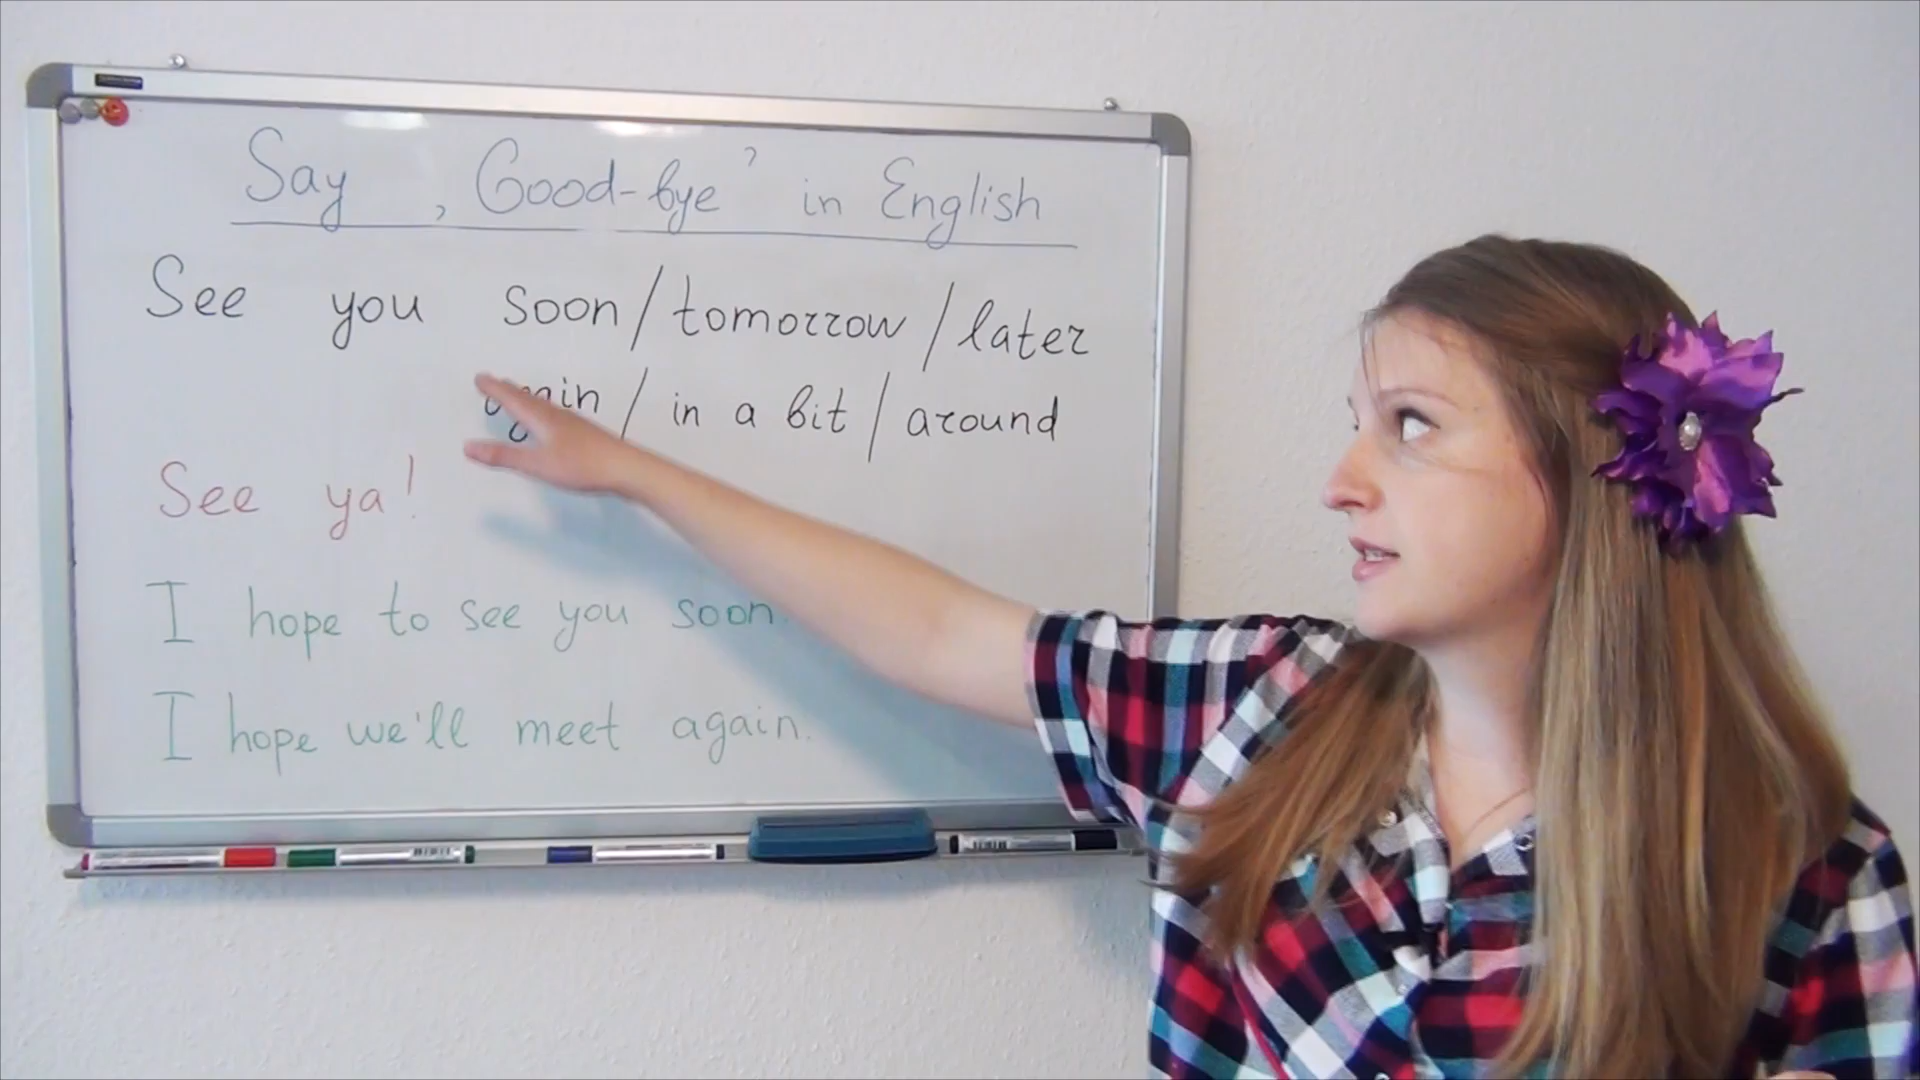 Say , Good-bye ’ in English
See you soon / tomorrow / later
again / in a bit / around
See ya!
I hope to see you soon.
I hope we'll meet again.